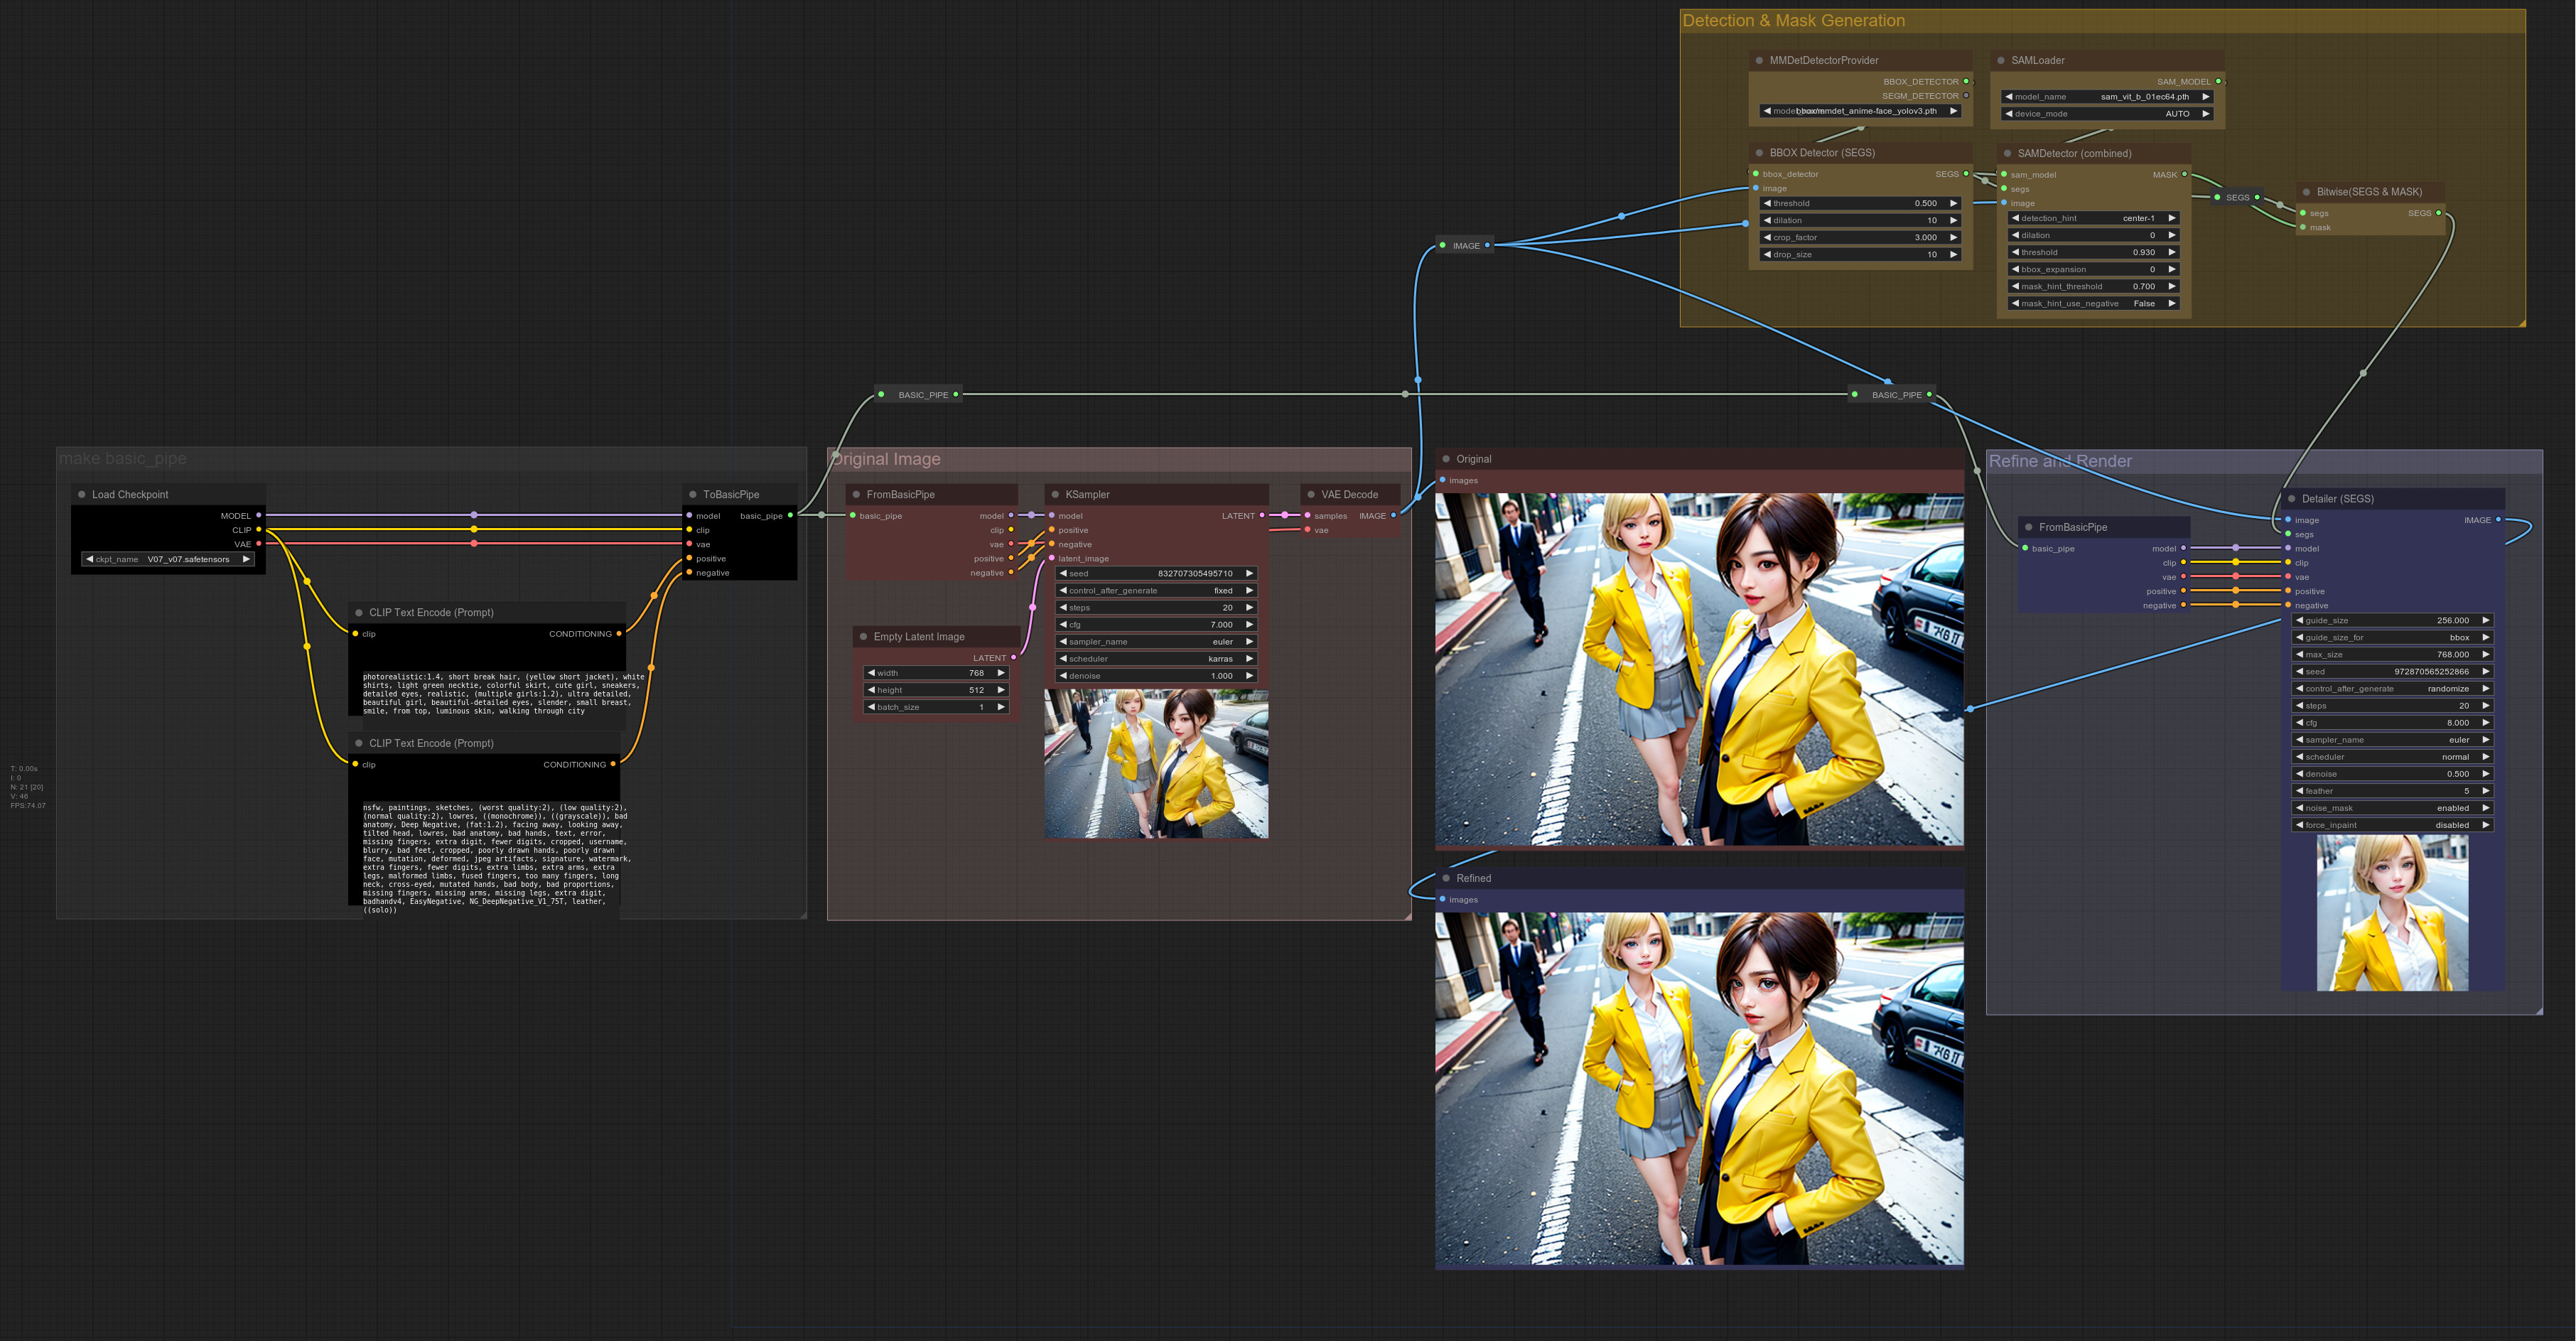 Detection & Mask Generation
MMDetDetectorProvider
BBOX_DETECTOR
SEGM_DETECTOR
bbox/mmdet_anime-face_yolov3.pth
SAMLoader
SAM_MODEL
model_name sam_vit_b_01ec64.pth
device_mode AUTO
BBOX Detector (SEGS)
bbox_detector SEGS
image
threshold 0.500
dilation 10
crop_factor 3.000
drop_size 10
SAMDetector (combined)
sam_model MASK
segs
image
detection_hint center-1
dilation 0
threshold 0.930
bbox_expansion 0
mask_hint_threshold 0.700
mask_hint_use_negative False
SEGS
Bitwise(SEGS & MASK)
segs SEGS
mask
IMAGE
BASIC_PIPE
BASIC_PIPE
make basic_pipe
Load Checkpoint
MODEL
CLIP
VAE
ckpt_name V07_v07.safetensors
ToBasicPipe
model basic_pipe
clip
vae
positive
negative
CLIP Text Encode (Prompt)
clip CONDITIONING
photorealistic:1.4, short break hair, (yellow short jacket), white
shirts, light green necktie, colorful skirt, cute girl, sneakers,
detailed eyes, realistic, (multiple girls:1.2), ultra detailed,
beautiful girl, beautiful-detailed eyes, slender, small breast,
smile, from top, luminous skin, walking through city
CLIP Text Encode (Prompt)
clip CONDITIONING
nsfw, paintings, sketches, (worst quality:2), (low quality:2),
(normal quality:2), lowres, ((monochrome)), ((grayscale)), bad
anatomy, Deep Negative, (fat:1.2), facing away, looking away,
tilted head, lowres, bad anatomy, bad hands, text, error,
missing fingers, extra digit, fewer digits, cropped, username,
blurry, bad feet, cropped, poorly drawn hands, poorly drawn
face, mutation, deformed, jpeg artifacts, signature, watermark,
extra fingers, fewer digits, extra limbs, extra arms, extra
legs, malformed limbs, fused fingers, too many fingers, long
neck, cross-eyed, mutated hands, bad body, bad proportions,
missing fingers, missing arms, missing legs, extra digit,
badhandv4, EasyNegative, NG_DeepNegative_V1_75T, leather,
((solo))
T: 0.00s
I: 0
N: 21 [20]
V: 46
FPS:74.07
Original Image
FromBasicPipe
basic_pipe model
clip
vae
positive
negative
Empty Latent Image
LATENT
width 768
height 512
batch_size 1
KSampler
model LATENT
positive
negative
latent_image
seed 832707305495710
control_after_generate fixed
steps 20
cfg 7.000
sampler_name euler
scheduler karras
denoise 1.000
VAE Decode
samples IMAGE
vae
Original
images
Refined
images
Refine and Render
FromBasicPipe
basic_pipe model
clip
vae
positive
negative
Detailer (SEGS)
image IMAGE
segs
model
clip
vae
positive
negative
guide_size 256.000
guide_size_for bbox
max_size 768.000
seed 972870565252866
control_after_generate randomize
steps 20
cfg 8.000
sampler_name euler
scheduler normal
denoise 0.500
feather 5
noise_mask enabled
force_inpaint disabled